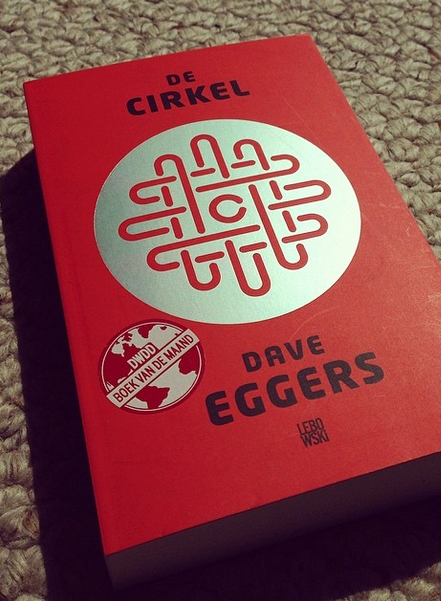 DE
CIRKEL
C
DWDD
BOEK VAN DE MAAND
DAVE
EGGERS
LEBO
WSKI